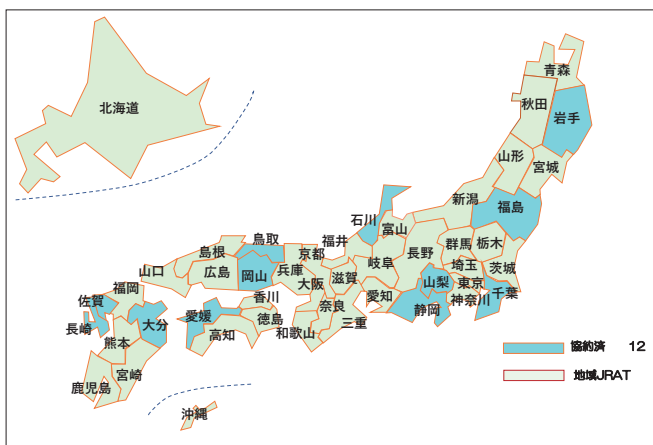 北海道
青森
秋田
岩手
山形
宮城
新潟
福島
石川
富山
福井
群馬
栃木
長野
岐阜
埼玉
茨城
山梨
東京
千葉
神奈川
静岡
愛知
鳥取
島根
京都
兵庫
大阪
滋賀
奈良
三重
和歌山
岡山
広島
山口
香川
徳島
愛媛
高知
福岡
佐賀
長崎
大分
熊本
宮崎
鹿児島
沖縄
協約済 12
地域JRAT